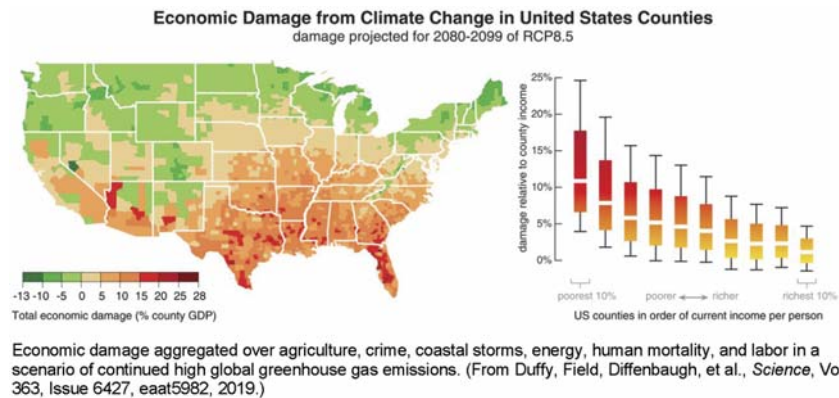 Economic Damage from Climate Change in United States Counties
damage projected for 2080-2099 of RCP8.5
-13 -10 -5 0 5 10 15 20 28
Total economic damage (% county GDP)
damage relative to county income
25%
20%
15%
10%
5%
0%
poorest 10% poorer richer richest 10%
US counties in order of current income per person
Economic damage aggregated over agriculture, crime, coastal storms, energy, human mortality, and labor in a
scenario of continued high global greenhouse gas emissions. (From Duffy, Field, Diffenbaugh, et al., Science, Vo
363, Issue 6427, eaat5982, 2019.)